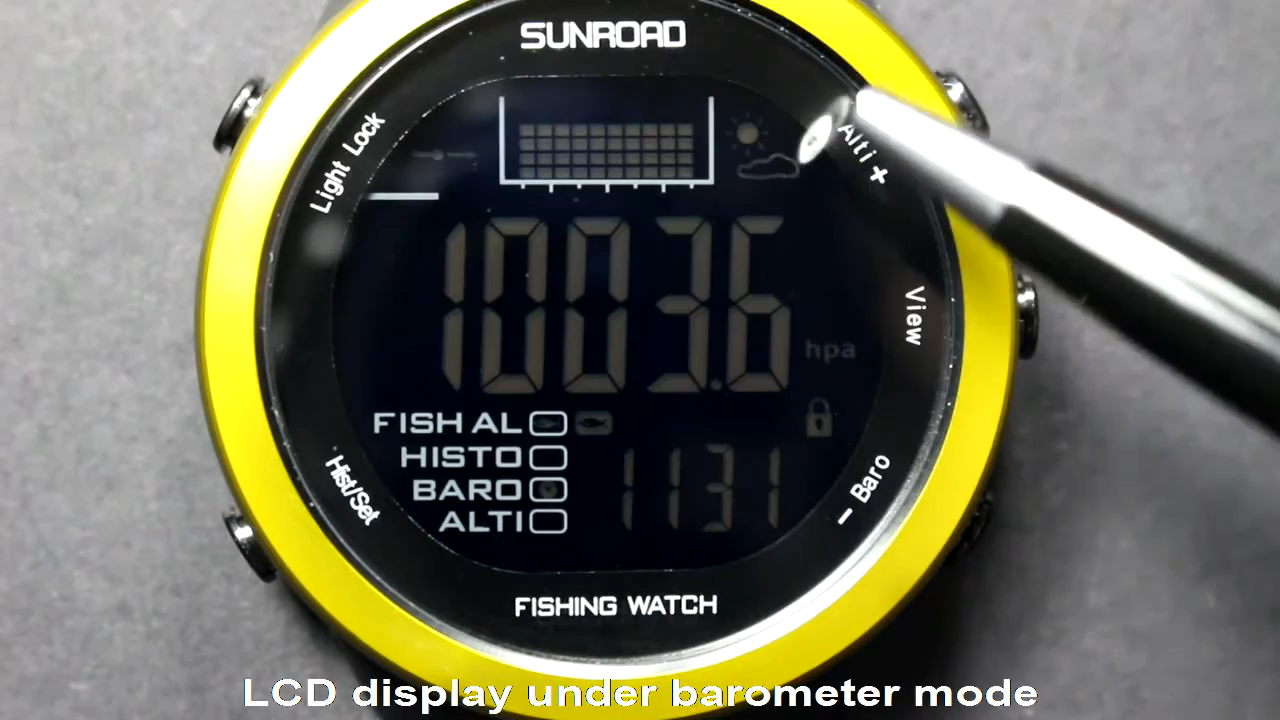 SUNROAD
Light Lock
Alti +
1003.6
hpa
View
FISH AL
HISTO
BARO
ALTI
1131
Hist/Set
− Baro
FISHING WATCH
LCD display under barometer mode